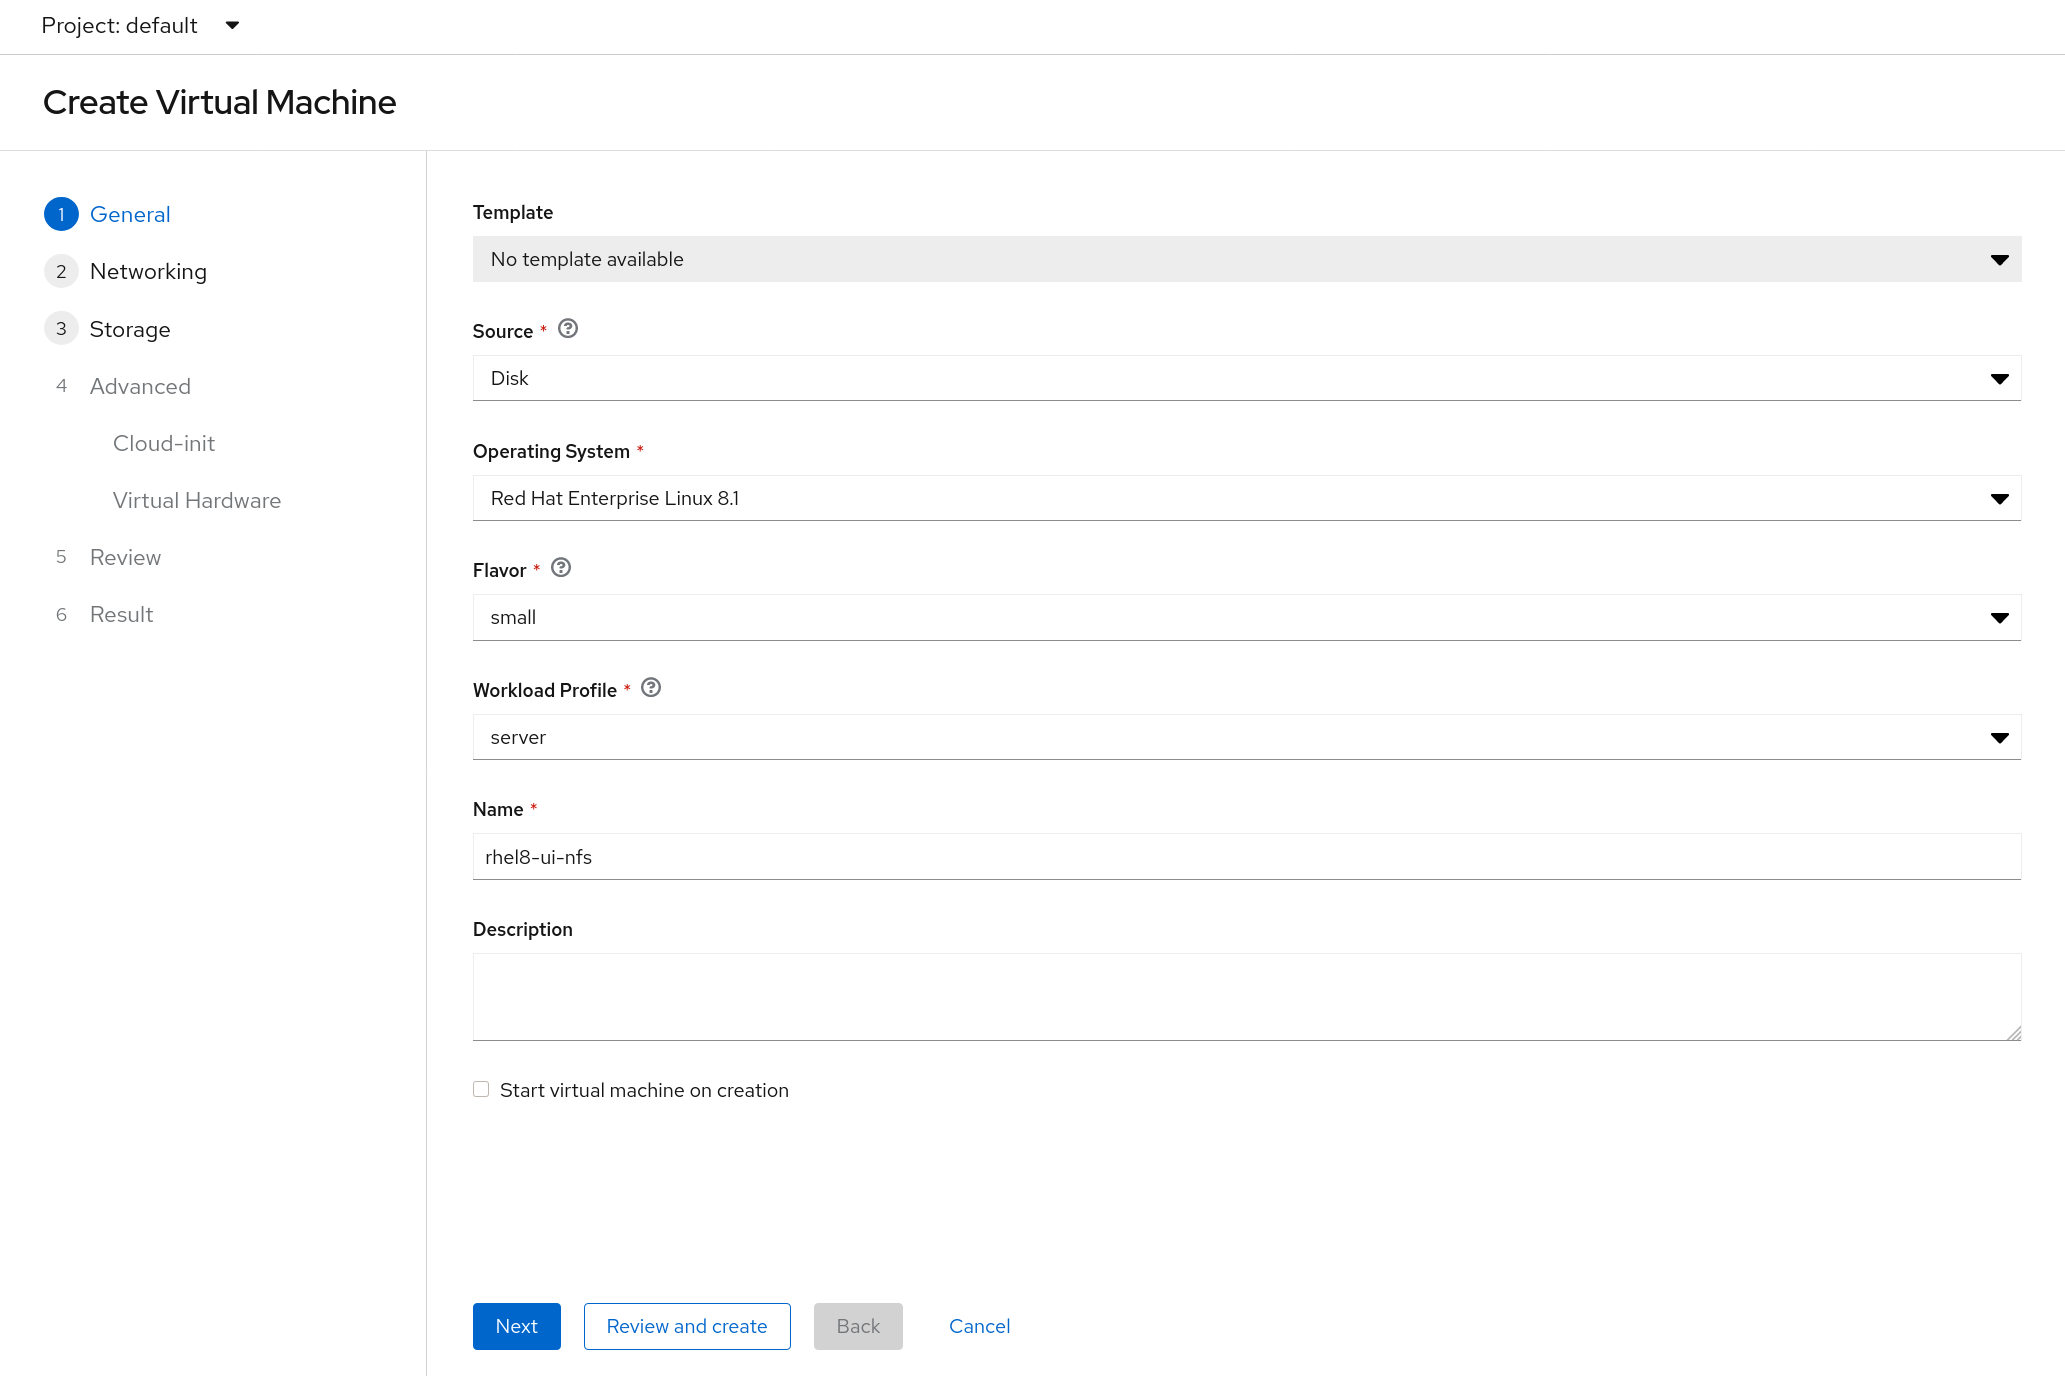 Project: default
Create Virtual Machine
1 General
2 Networking
3 Storage
4 Advanced
Cloud-init
Virtual Hardware
5 Review
6 Result
Template
No template available
Source *
Disk
Operating System *
Red Hat Enterprise Linux 8.1
Flavor *
small
Workload Profile *
server
Name *
rhel8-ui-nfs
Description
Start virtual machine on creation
Next Review and create Back Cancel